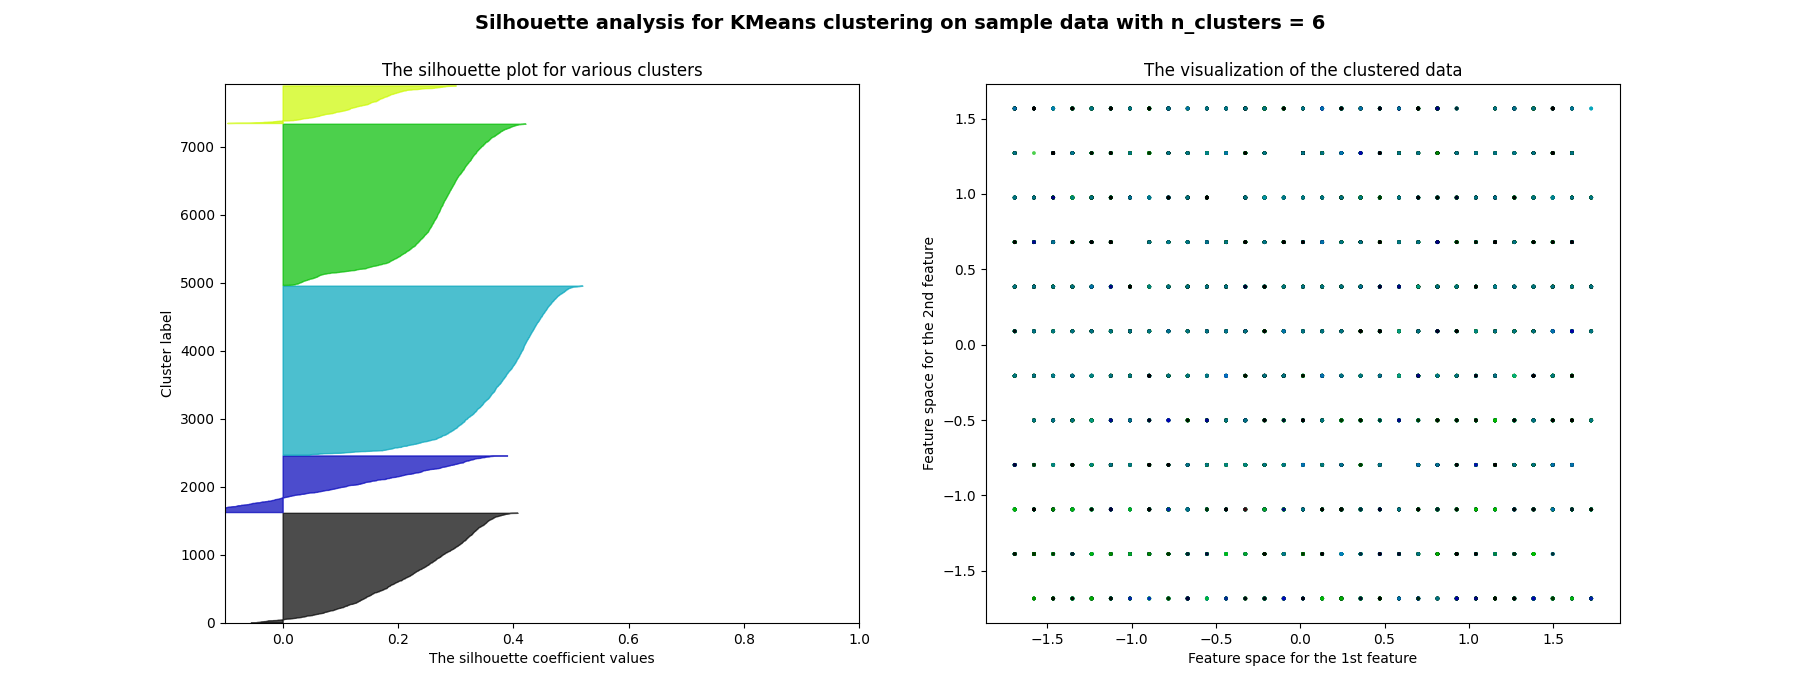 Silhouette analysis for KMeans clustering on sample data with n_clusters = 6
The silhouette plot for various clusters
Cluster label
7000
6000
5000
4000
3000
2000
1000
0
0.0 0.2 0.4 0.6 0.8 1.0
The silhouette coefficient values
The visualization of the clustered data
Feature space for the 2nd feature
1.5
1.0
0.5
0.0
−0.5
−1.0
−1.5
−1.5 −1.0 −0.5 0.0 0.5 1.0 1.5
Feature space for the 1st feature